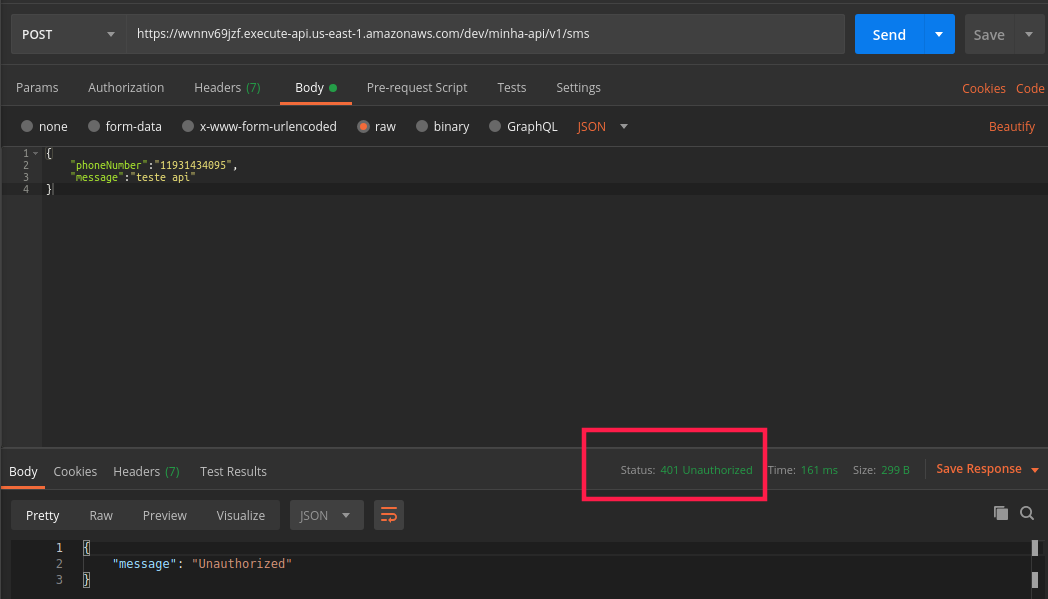 POST https://wvnnv69jzf.execute-api.us-east-1.amazonaws.com/dev/minha-api/v1/sms Send Save
Params Authorization Headers (7) Body Pre-request Script Tests Settings Cookies Code
none form-data x-www-form-urlencoded raw binary GraphQL JSON Beautify
1 {
2 "phoneNumber":"11931434095",
3 "message":"teste api"
4 }
Body Cookies Headers (7) Test Results Status: 401 Unauthorized Time: 161 ms Size: 299 B Save Response
Pretty Raw Preview Visualize JSON
1 {
2 "message": "Unauthorized"
3 }